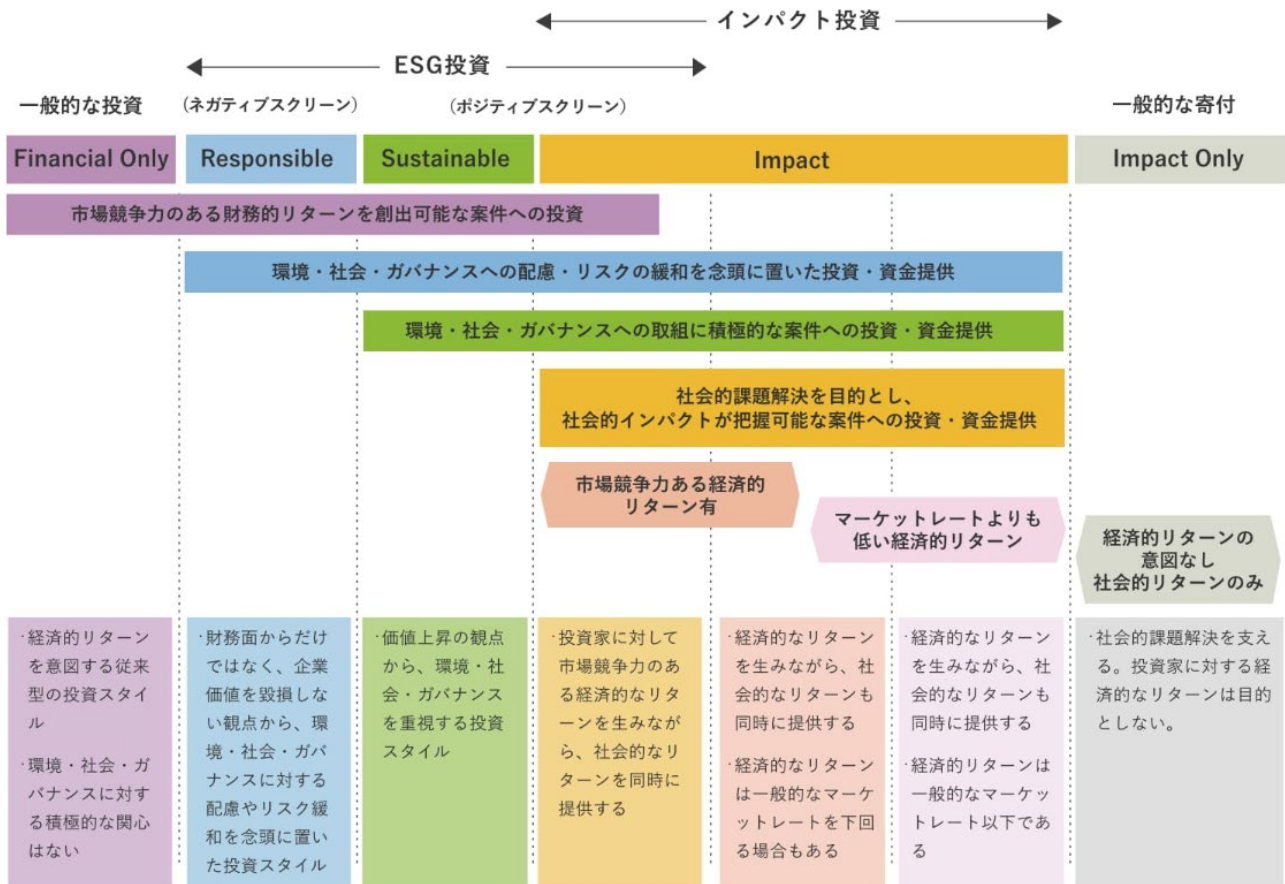 インパクト投資
ESG投資
一般的な投資
（ネガティブスクリーン）
（ポジティブスクリーン）
一般的な寄付
Financial Only
Responsible
Sustainable
Impact
Impact Only
市場競争力のある財務的リターンを創出可能な案件への投資
環境・社会・ガバナンスへの配慮・リスクの緩和を念頭に置いた投資・資金提供
環境・社会・ガバナンスへの取組に積極的な案件への投資・資金提供
社会的課題解決を目的とし、
社会的インパクトが把握可能な案件への投資・資金提供
市場競争力ある経済的
リターン有
マーケットレートよりも
低い経済的リターン
経済的リターンの
意図なし
社会的リターンのみ
・経済的リターン
を意図する従来
型の投資スタイ
ル
・環境・社会・ガ
バナンスに対す
る積極的な関心
はない
・財務面からだけ
ではなく、企業
価値を毀損しな
い観点から、環
境・社会・ガバ
ナンスに対する
配慮やリスク緩
和を念頭に置い
た投資スタイル
・価値上昇の観点
から、環境・社
会・ガバナンス
を重視する投資
スタイル
・投資家に対して
市場競争力のあ
る経済的なリタ
ーンを生みなが
ら、社会的なリ
ターンを同時に
提供する
・経済的なリターン
を生みながら、社
会的なリターンも
同時に提供する
・経済的なリターン
は一般的なマーケ
ットレートを下回
る場合もある
・経済的なリターン
を生みながら、社
会的なリターンも
同時に提供する
・経済的リターンは
一般的なマーケッ
トレート以下であ
る
・社会的課題解決を支え
る。投資家に対する経
済的なリターンは目的
としない。